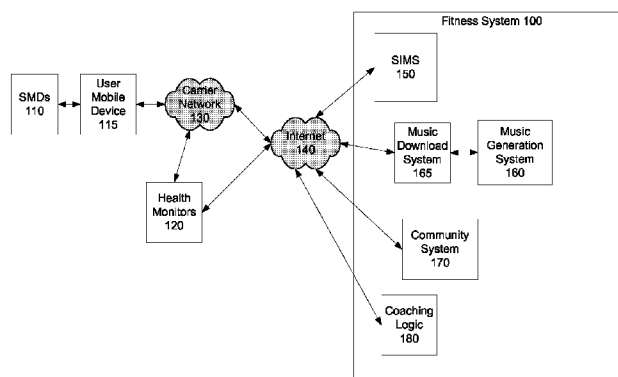 Fitness System 100
SIMS
150
SMDs
110
User
Mobile
Device
115
Carrier
Network
130
Internet
140
Music
Download
System
165
Music
Generation
System
160
Health
Monitors
120
Community
System
170
Coaching
Logic
180